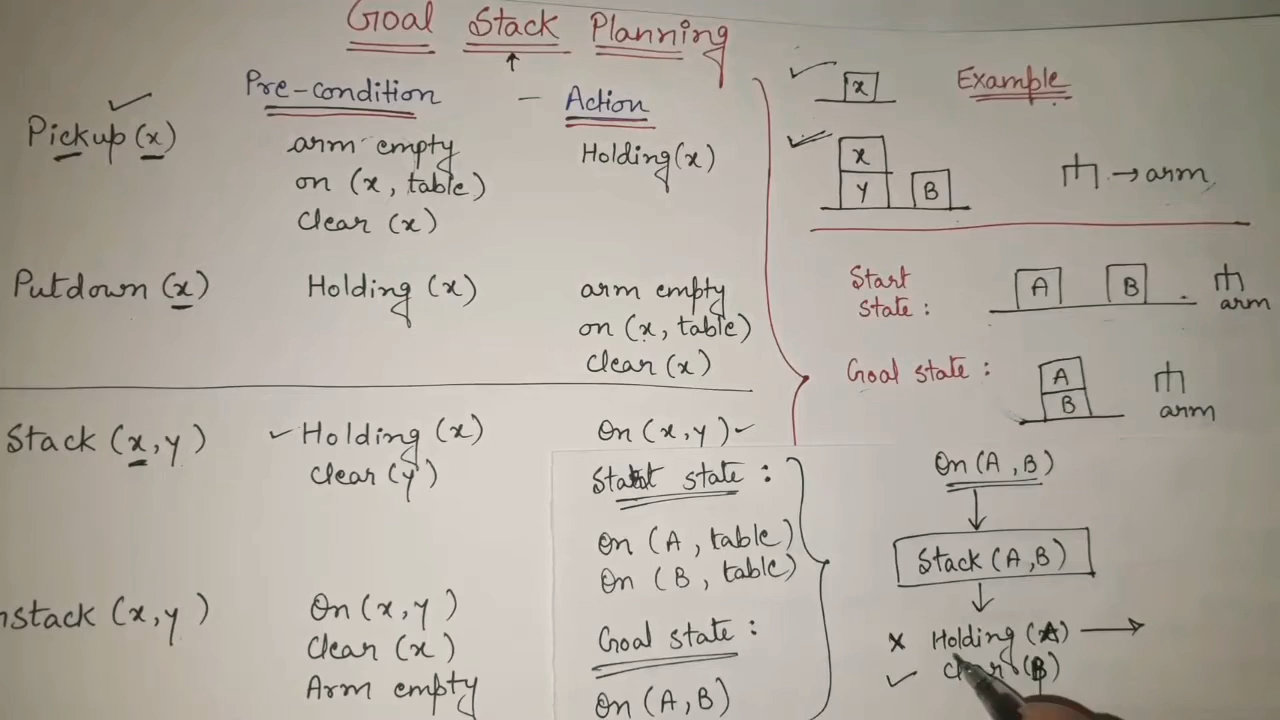 Goal Stack Planning
Pre-condition - Action
Pickup (x)
arm empty
on (x, table)
clear (x)
Holding (x)
Putdown (x)
Holding (x)
arm empty
on (x, table)
clear (x)
Stack (x, y)
Holding (x)
clear (y)
On (x, y)
nstack (x, y)
On (x, y)
Clear (x)
Arm empty
Start state :
On (A, table)
On (B, table)
Goal state :
On (A, B)
Example
x
x
y
B
→ arm
Start
state :
A
B
arm
Goal state :
A
B
arm
On (A, B)
Stack (A, B)
Holding (A)
clear (B)